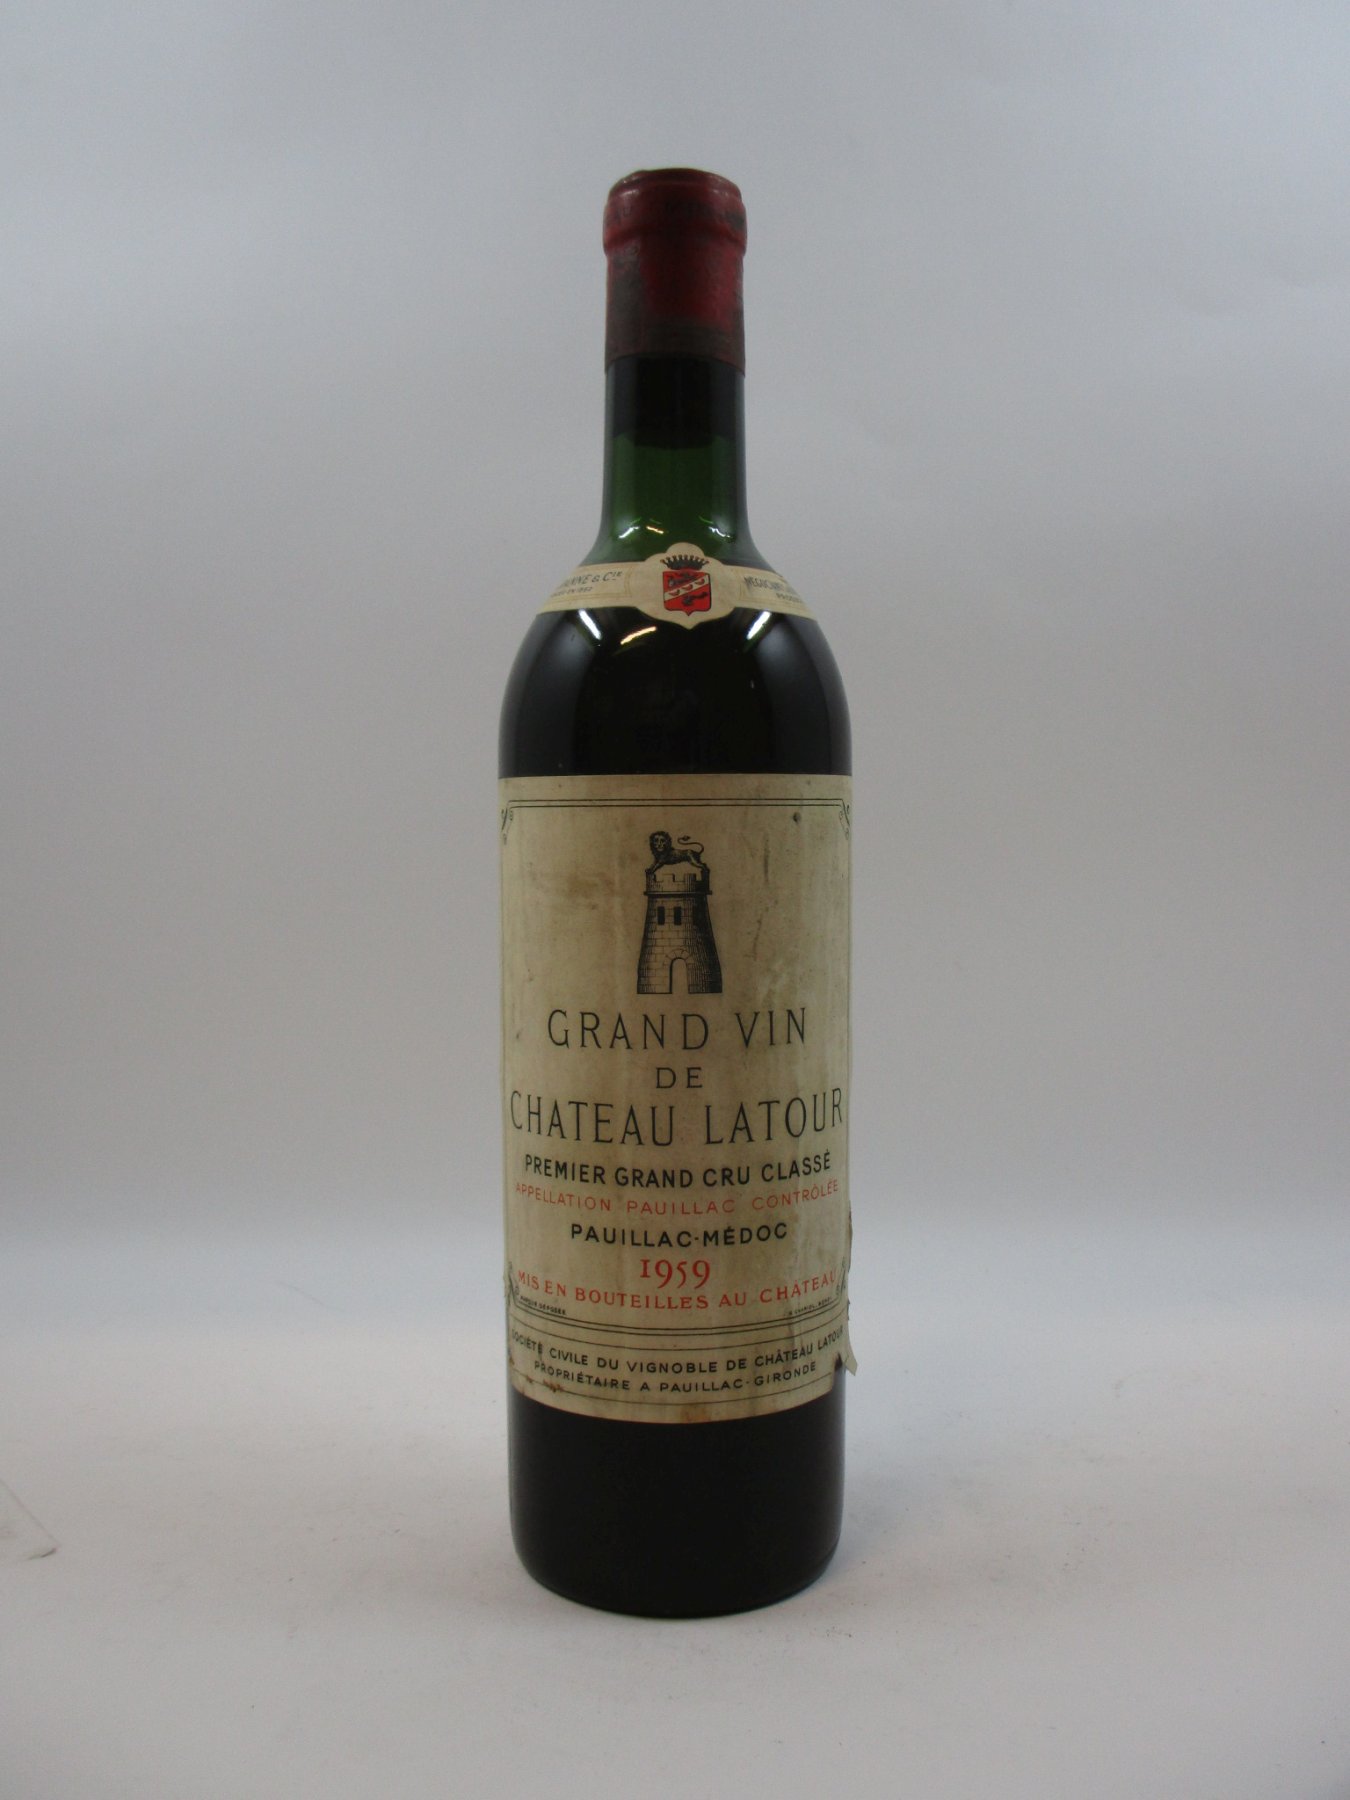 & Cie
GRAND VIN
DE
CHATEAU LATOUR
PREMIER GRAND CRU CLASSÉ
APPELLATION PAUILLAC CONTRÔLÉE
PAUILLAC-MÉDOC
1959
MIS EN BOUTEILLES AU CHATEAU
SOCIÉTÉ CIVILE DU VIGNOBLE DE CHÂTEAU LATOUR
PROPRIÉTAIRE A PAUILLAC-GIRONDE